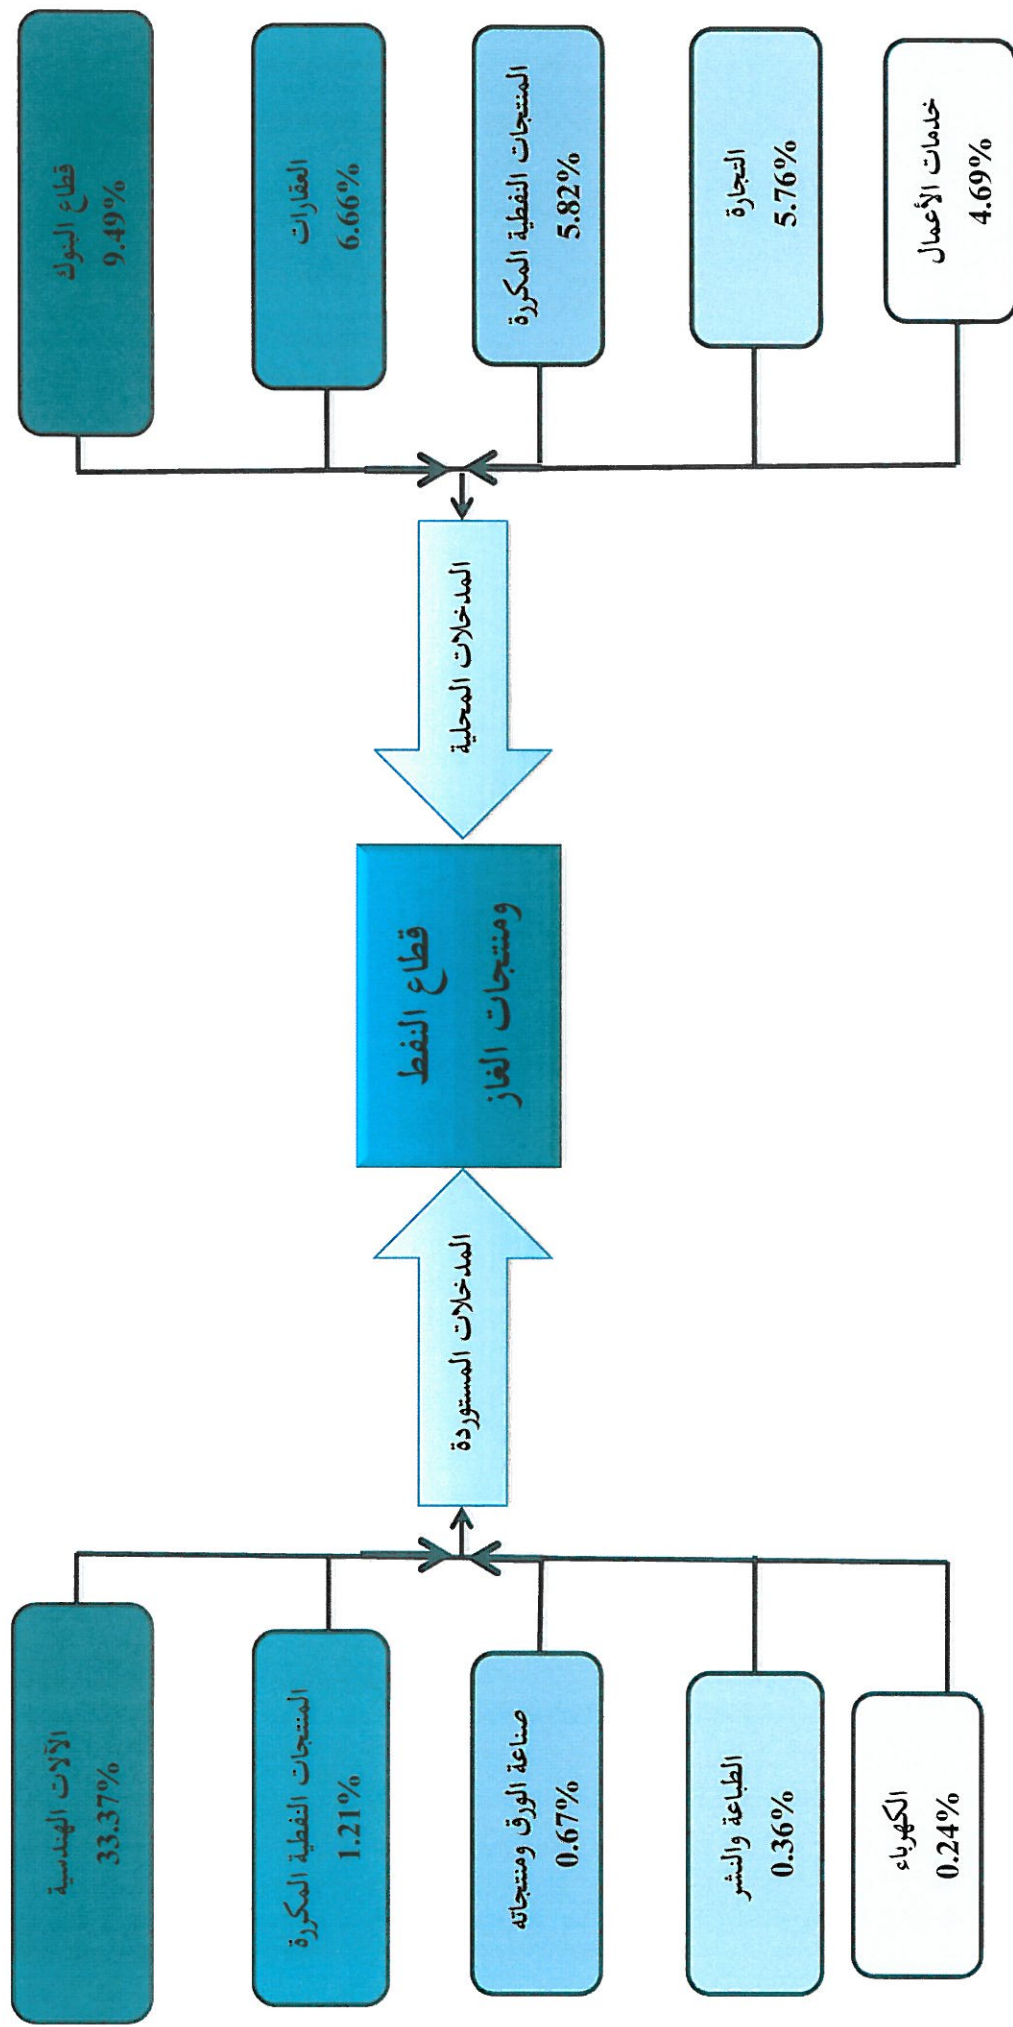 الآلات الهندسية
33.37%
المنتجات النفطية المكررة
1.21%
صناعة الورق ومنتجاته
0.67%
الطباعة والنشر
0.36%
الكهرباء
0.24%
المدخلات المستوردة
قطاع النفط
ومنتجات الغاز
المدخلات المحلية
قطاع البنوك
9.49%
العقارات
6.66%
المنتجات النفطية المكررة
5.82%
التجارة
5.76%
خدمات الأعمال
4.69%